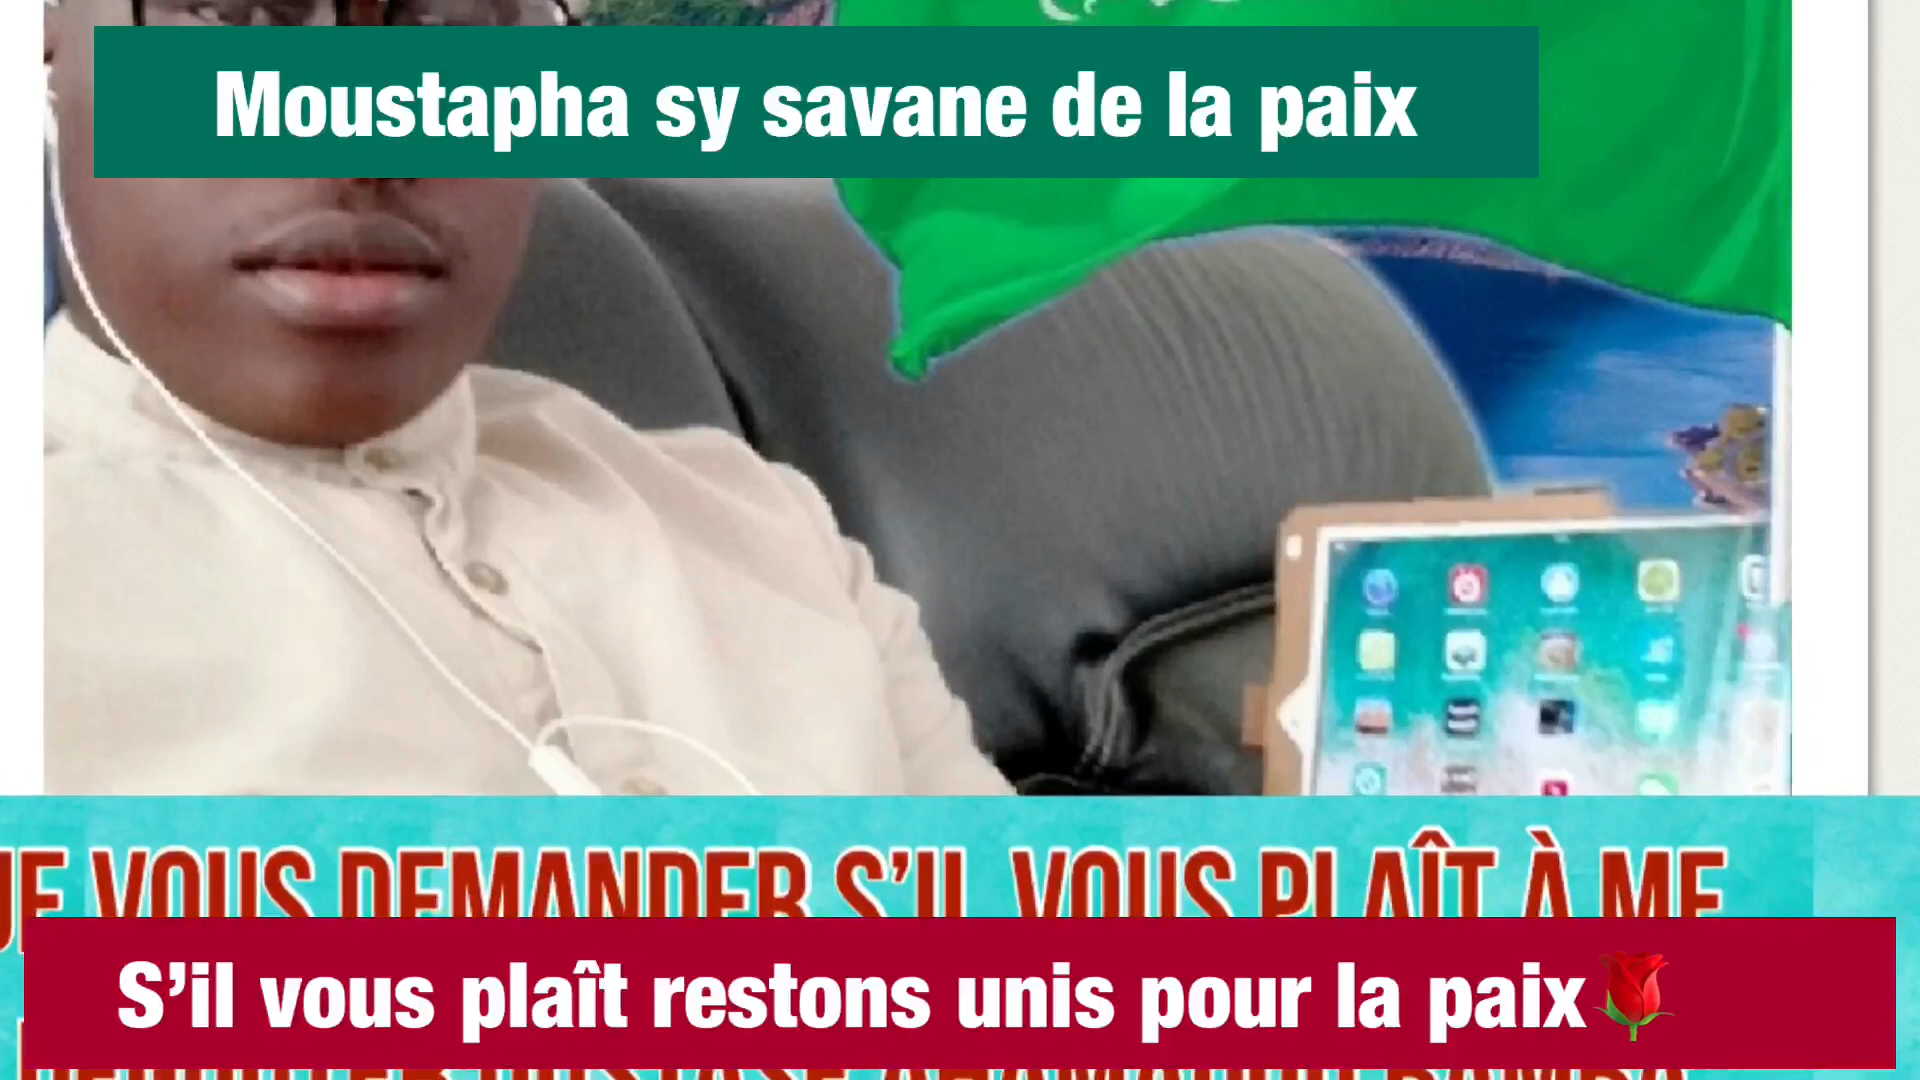 Moustapha sy savane de la paix
JE VOUS DEMANDER S'IL VOUS PLAÎT À ME
S'il vous plaît restons unis pour la paix🌹